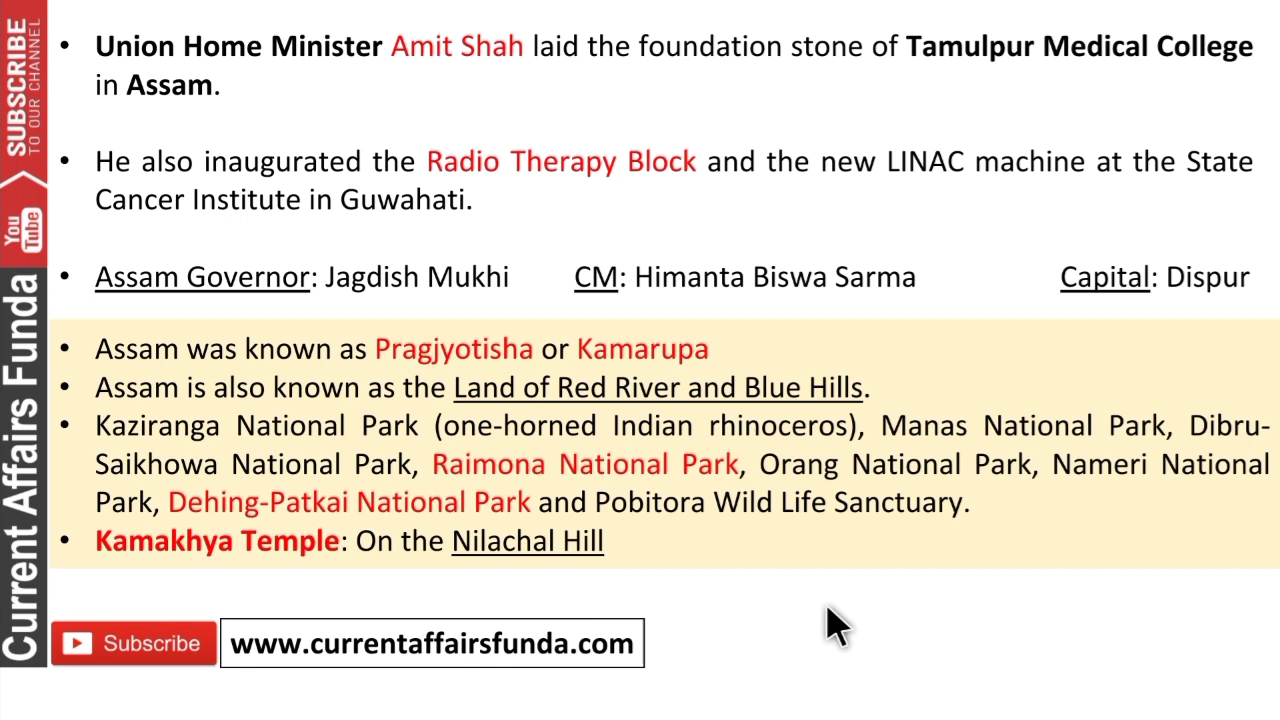 SUBSCRIBE
TO OUR CHANNEL
You
Tube
Current Affairs Funda
• Union Home Minister Amit Shah laid the foundation stone of Tamulpur Medical College
in Assam.
• He also inaugurated the Radio Therapy Block and the new LINAC machine at the State
Cancer Institute in Guwahati.
• Assam Governor: Jagdish Mukhi CM: Himanta Biswa Sarma Capital: Dispur
• Assam was known as Pragjyotisha or Kamarupa
• Assam is also known as the Land of Red River and Blue Hills.
• Kaziranga National Park (one-horned Indian rhinoceros), Manas National Park, Dibru-
Saikhowa National Park, Raimona National Park, Orang National Park, Nameri National
Park, Dehing-Patkai National Park and Pobitora Wild Life Sanctuary.
• Kamakhya Temple: On the Nilachal Hill
Subscribe
www.currentaffairsfunda.com